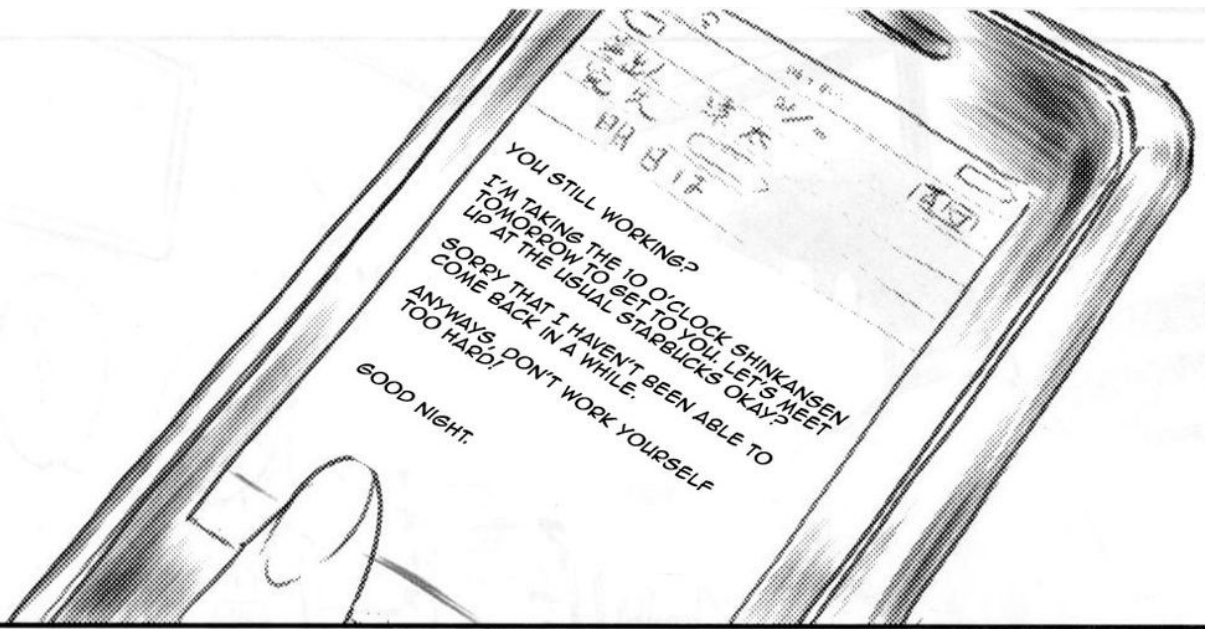 YOU STILL WORKING?
I'M TAKING THE 10 O'CLOCK SHINKANSEN
TOMORROW TO GET TO YOU. LET'S MEET
UP AT THE USUAL STARBUCKS OKAY?
SORRY THAT I HAVEN'T BEEN ABLE TO
COME BACK IN A WHILE.
ANYWAYS, DON'T WORK YOURSELF
TOO HARD!
GOOD NIGHT.